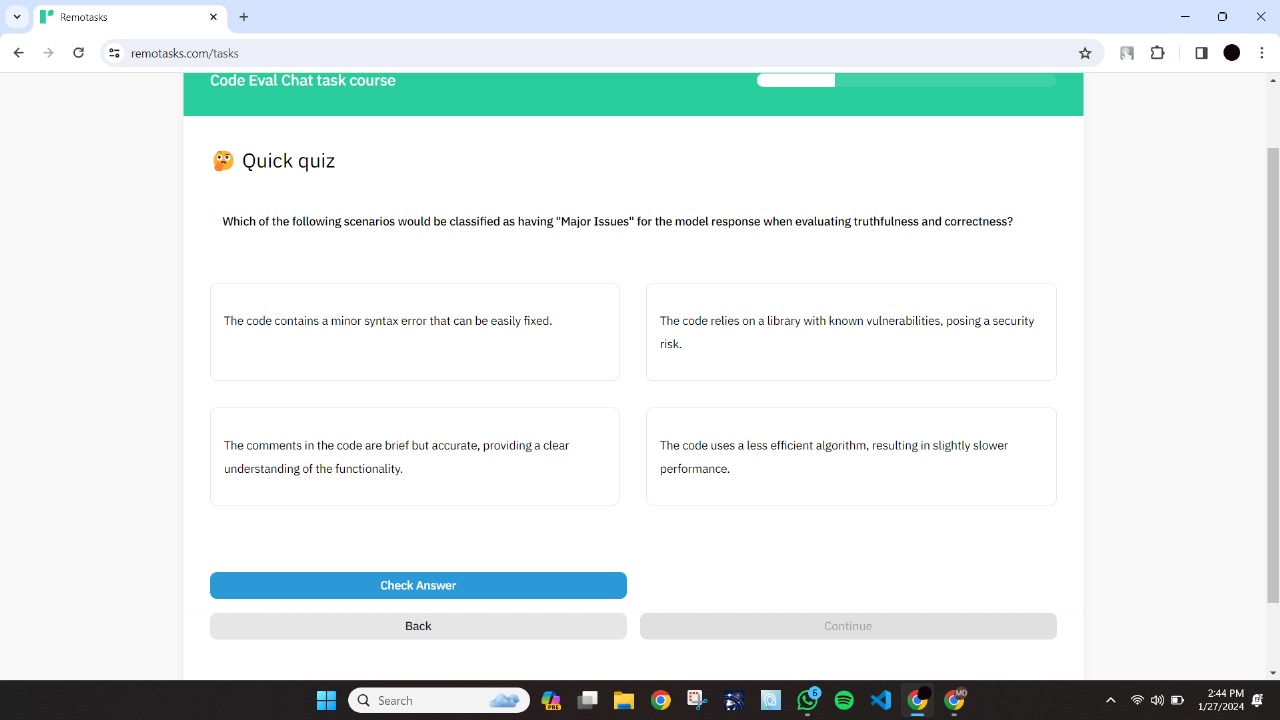 Remotasks
remotasks.com/tasks
Code Eval Chat task course
Quick quiz
Which of the following scenarios would be classified as having "Major Issues" for the model response when evaluating truthfulness and correctness?
The code contains a minor syntax error that can be easily fixed.
The code relies on a library with known vulnerabilities, posing a security
risk.
The comments in the code are brief but accurate, providing a clear
understanding of the functionality.
The code uses a less efficient algorithm, resulting in slightly slower
performance.
Check Answer
Back
Continue
Search
PRE
6
MD
2:44 PM
1/27/2024